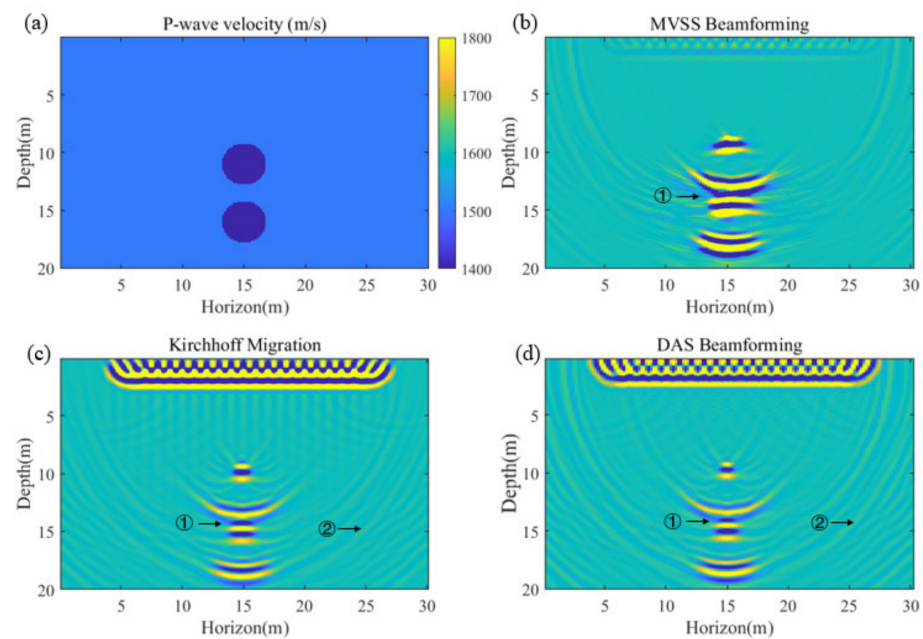 (a)
P-wave velocity (m/s)
5
10
15
20
Depth(m)
5 10 15 20 25 30
Horizon(m)
1800
1700
1600
1500
1400
(b)
MVSS Beamforming
5
10
15
20
Depth(m)
①
5 10 15 20 25 30
Horizon(m)
(c)
Kirchhoff Migration
5
10
15
20
Depth(m)
①
②
5 10 15 20 25 30
Horizon(m)
(d)
DAS Beamforming
5
10
15
20
Depth(m)
①
②
5 10 15 20 25 30
Horizon(m)